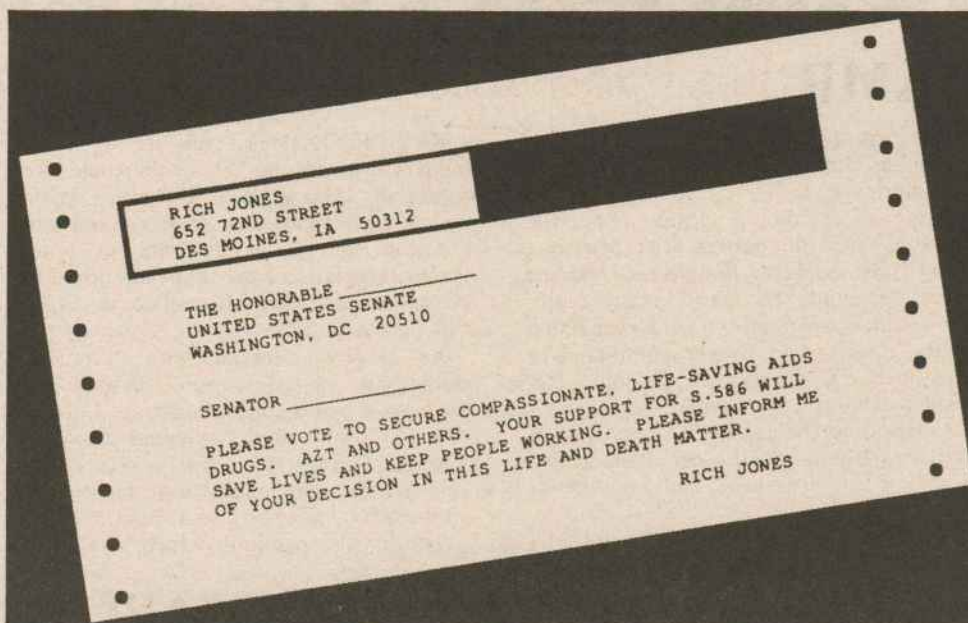 RICH JONES
652 72ND STREET
DES MOINES, IA 50312
THE HONORABLE
UNITED STATES SENATE
WASHINGTON, DC 20510
SENATOR
PLEASE VOTE TO SECURE COMPASSIONATE, LIFE-SAVING AIDS
DRUGS. AZT AND OTHERS. YOUR SUPPORT FOR S.586 WILL
SAVE LIVES AND KEEP PEOPLE WORKING. PLEASE INFORM ME
OF YOUR DECISION IN THIS LIFE AND DEATH MATTER.
RICH JONES